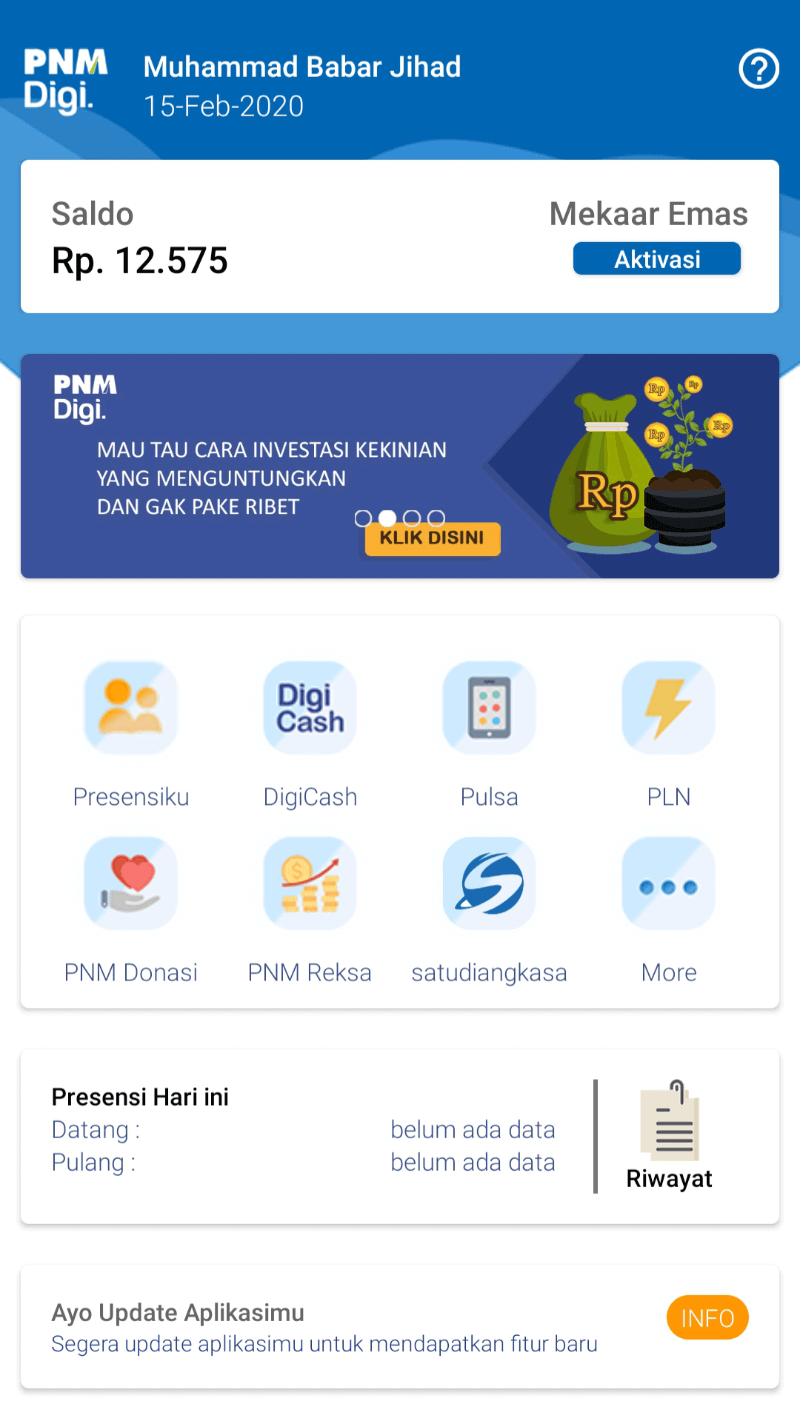 PNM
Digi.
Muhammad Babar Jihad
15-Feb-2020
?
Saldo
Mekaar Emas
Rp. 12.575
Aktivasi
PNM
Digi.
MAU TAU CARA INVESTASI KEKINIAN
YANG MENGUNTUNGKAN
DAN GAK PAKE RIBET
KLIK DISINI
Rp
Rp
Rp
Rp
Rp
Digi
Cash
Presensiku
DigiCash
Pulsa
PLN
$
PNM Donasi
PNM Reksa
satudiangkasa
More
Presensi Hari ini
Datang : belum ada data
Pulang : belum ada data
Riwayat
Ayo Update Aplikasimu
Segera update aplikasimu untuk mendapatkan fitur baru
INFO